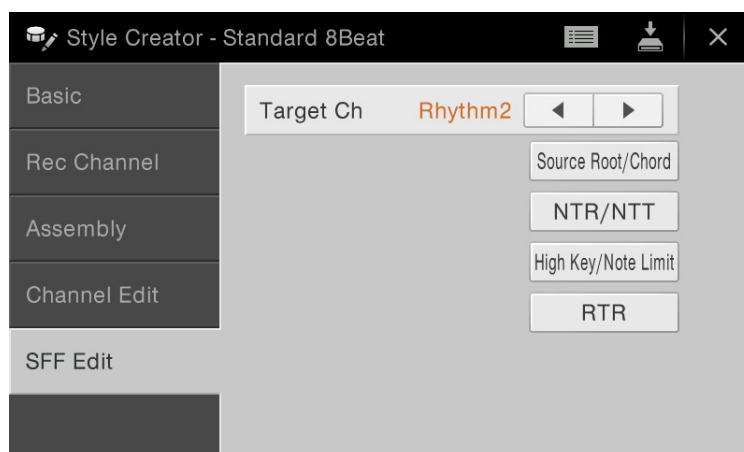 Style Creator - Standard 8Beat
Basic
Rec Channel
Assembly
Channel Edit
SFF Edit
Target Ch Rhythm2
Source Root/Chord
NTR/NTT
High Key/Note Limit
RTR